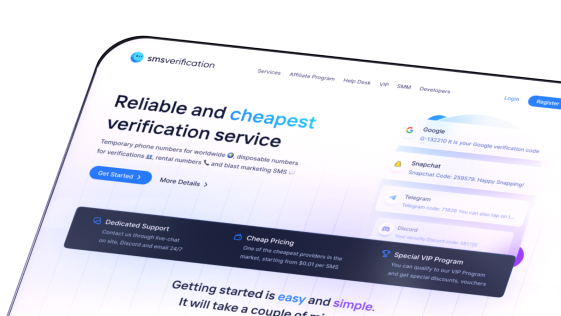 smsverification
Services Affiliate Program Help Desk VIP SMM Developers
Login Register
Reliable and cheapest
verification service
Temporary phone numbers for worldwide disposable numbers
for verifications rental numbers and blast marketing SMS
Get Started > More Details >
Google
G-132210 It is your Google verification code
Snapchat
Snapchat Code: 259579. Happy Snapping!
Telegram
Telegram code: You can also tap on
Discord
Your security Discord code:
Dedicated Support
Contact us through live-chat
on site, Discord and email 24/7
Cheap Pricing
One of the cheapest providers in the
market, starting from $0.01 per SMS
Special VIP Program
You can qualify to our VIP Program
and get special discounts, vouchers
Getting started is easy and simple.
It will take a couple of